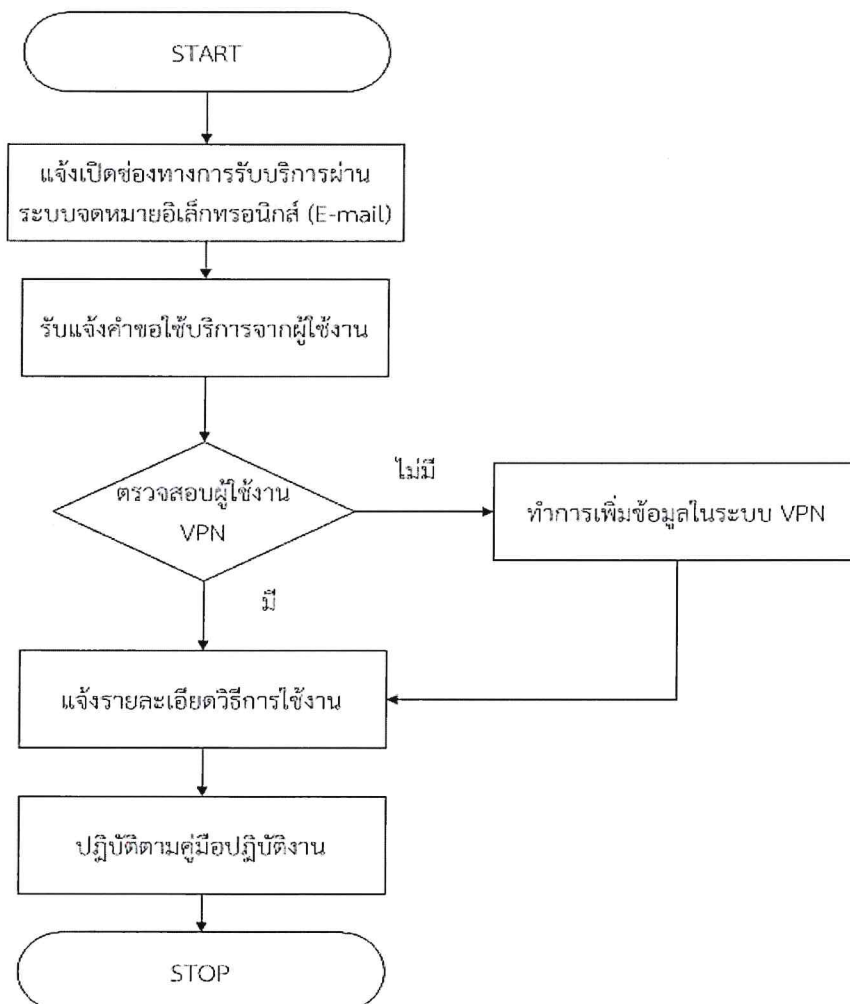 START
แจ้งเปิดช่องทางการรับบริการผ่าน
ระบบจดหมายอิเล็กทรอนิกส์ (E-mail)
รับแจ้งคำขอใช้บริการจากผู้ใช้งาน
ตรวจสอบผู้ใช้งาน
VPN
ไม่มี
ทำการเพิ่มข้อมูลในระบบ VPN
มี
แจ้งรายละเอียดวิธีการใช้งาน
ปฏิบัติตามคู่มือปฏิบัติงาน
STOP